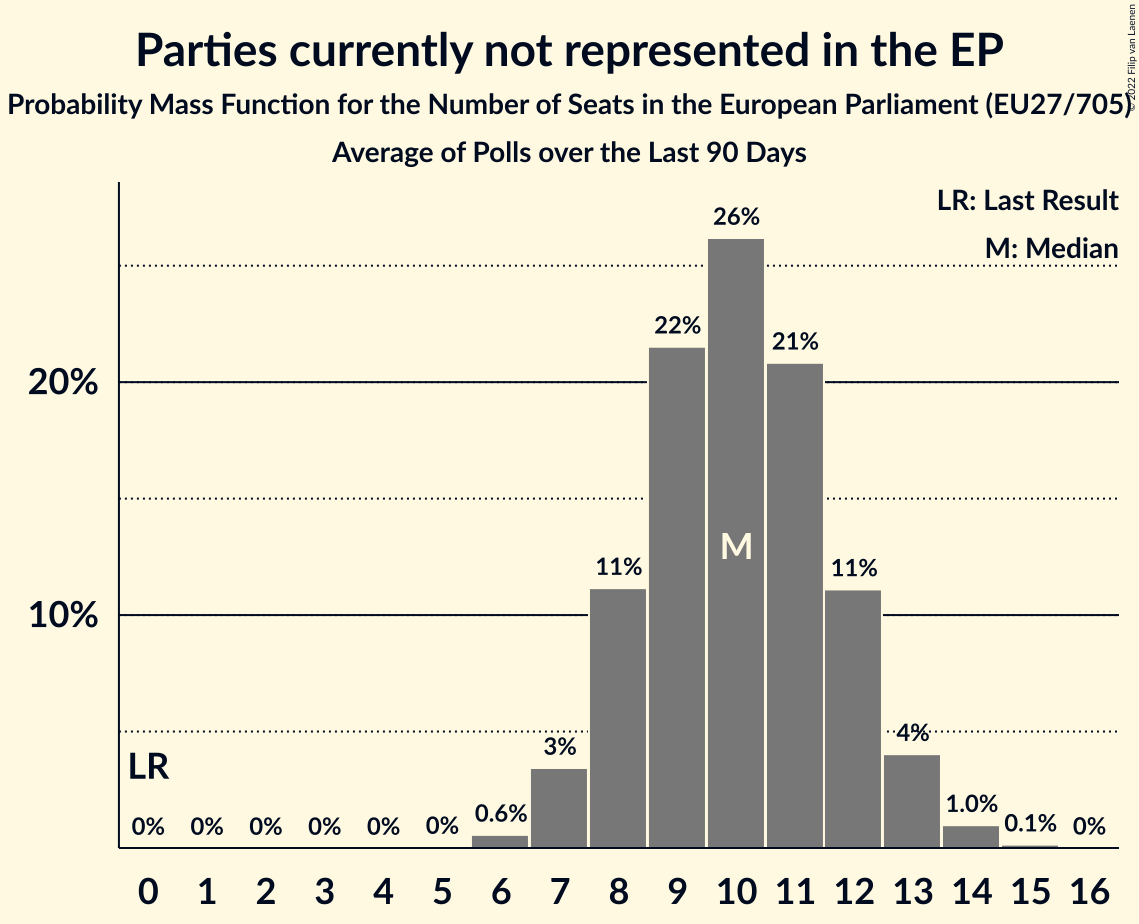 Parties currently not represented in the EP
Probability Mass Function for the Number of Seats in the European Parliament (EU27/705)
Average of Polls over the Last 90 Days
© 2022 Filip van Laenen
LR: Last Result
M: Median
26%
22%
21%
20%
M
11%
11%
10%
4%
3%
LR
1.0%
0.6%
0.1%
0% 0% 0% 0% 0% 0% 0%
0 1 2 3 4 5 6 7 8 9 10 11 12 13 14 15 16